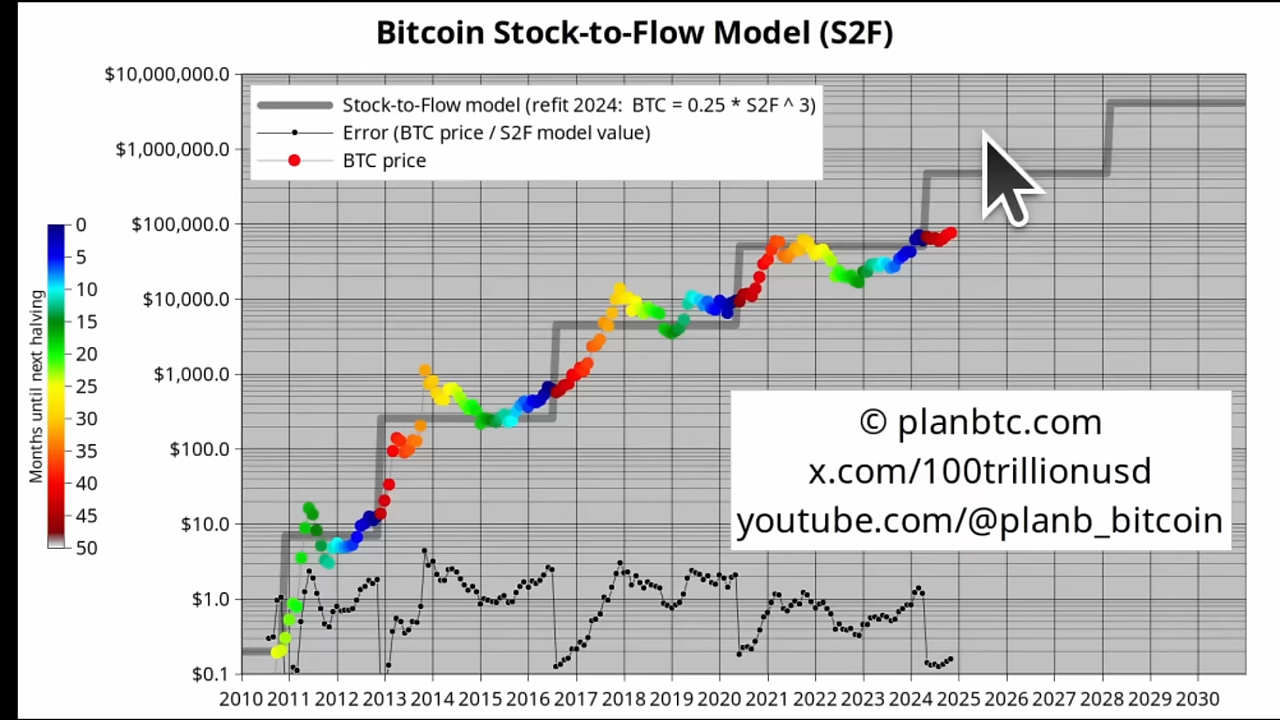 Bitcoin Stock-to-Flow Model (S2F)
$10,000,000.0
$1,000,000.0
$100,000.0
$10,000.0
$1,000.0
$100.0
$10.0
$1.0
$0.1
Stock-to-Flow model (refit 2024:  BTC = 0.25 * S2F ^ 3)
Error (BTC price / S2F model value)
BTC price
Months until next halving
0
5
10
15
20
25
30
35
40
45
50
© planbtc.com
x.com/100trillionusd
youtube.com/@planb_bitcoin
2010 2011 2012 2013 2014 2015 2016 2017 2018 2019 2020 2021 2022 2023 2024 2025 2026 2027 2028 2029 2030